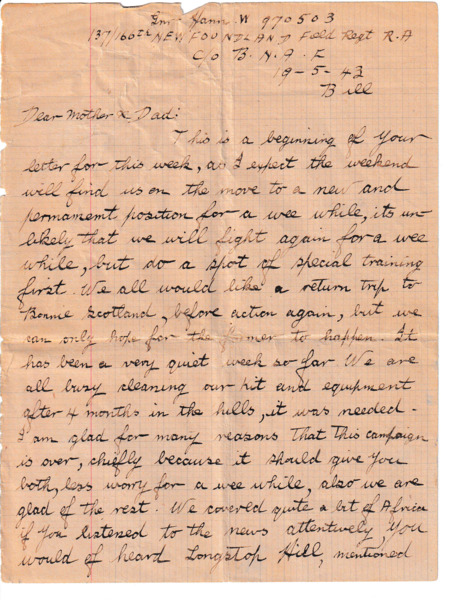 Gnr Hann. W 970503
137/166th NEWFOUNDLAND Field Regt R.A
C/o B. N. A. F
19-5-43
Bill
Dear Mother & Dad:
This is a beginning of your
letter for this week, as I expect the weekend
will find us on the move to a new and
permament position for a wee while, its un-
likely that we will fight again for a wee
while, but do a spot of special training
first. We all would like a return trip to
Bonnie Scotland, before action again, but we
can only hope for the former to happen. It
has been a very quiet week so far We are
all busy cleaning our kit and equipment
after 4 months in the hills, it was needed.
I am glad for many reasons that this campaign
is over, chiefly because it should give you
both, less worry for a wee while, also we are
glad of the rest. We covered quite a bit of Africa
if you listened to the news attentively, you
would of heard Longstop Hill, mentioned